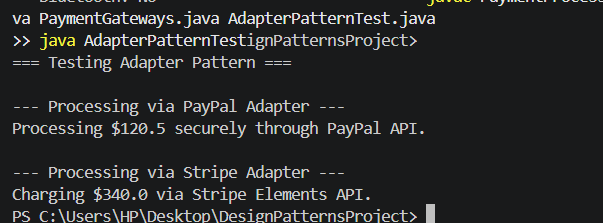 va PaymentGateways.java AdapterPatternTest.java
>> java AdapterPatternTestignPatternsProject>
=== Testing Adapter Pattern ===
--- Processing via PayPal Adapter ---
Processing $120.5 securely through PayPal API.
--- Processing via Stripe Adapter ---
Charging $340.0 via Stripe Elements API.
PS C:\Users\HP\Desktop\DesignPatternsProject>